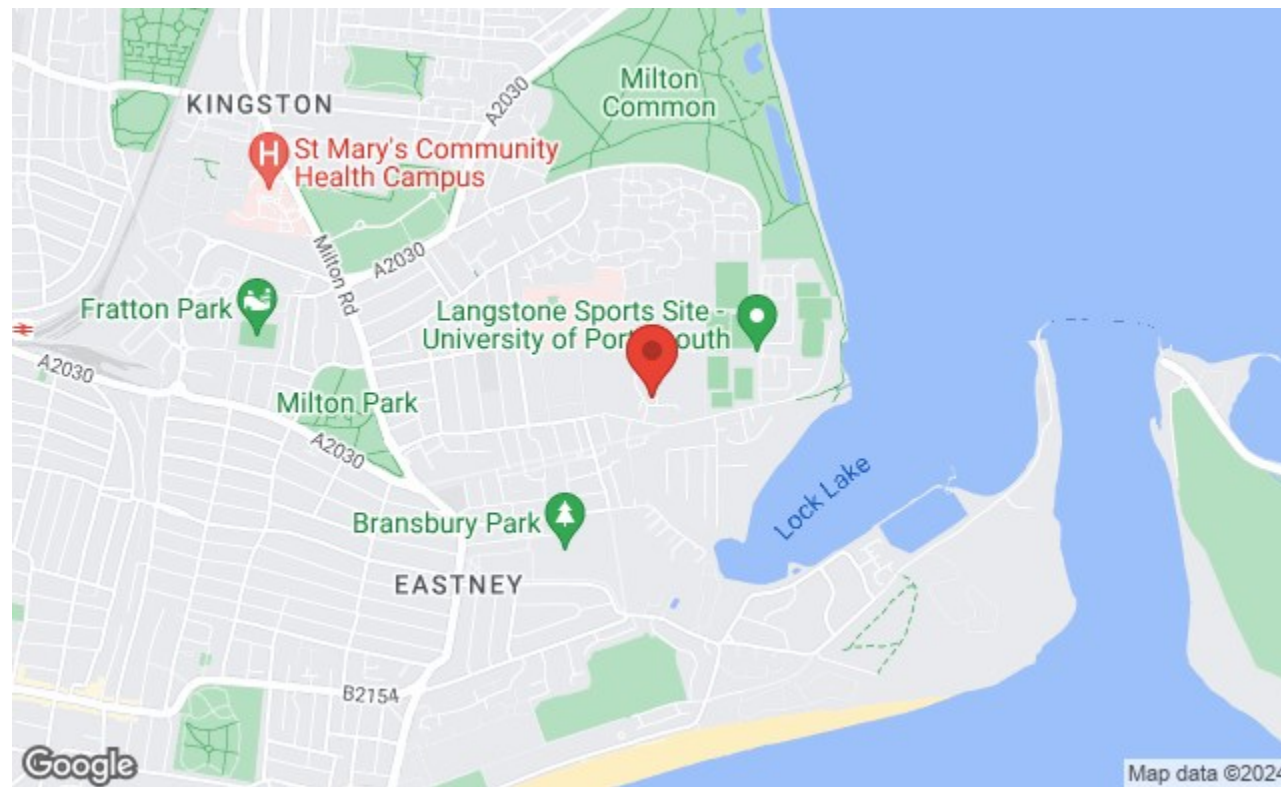 KINGSTON
A2030
Milton
Common
St Mary's Community
Health Campus
H
Milton Rd
A2030
Fratton Park
Langstone Sports Site -
University of Portsmouth
A2030
Milton Park
A2030
Lock Lake
Bransbury Park
EASTNEY
B2154
Google
Map data ©2024